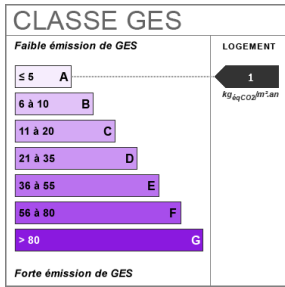 CLASSE GES
Faible émission de GES
LOGEMENT
≤ 5 A
1
kgéqCO2/m².an
6 à 10 B
11 à 20 C
21 à 35 D
36 à 55 E
56 à 80 F
> 80 G
Forte émission de GES